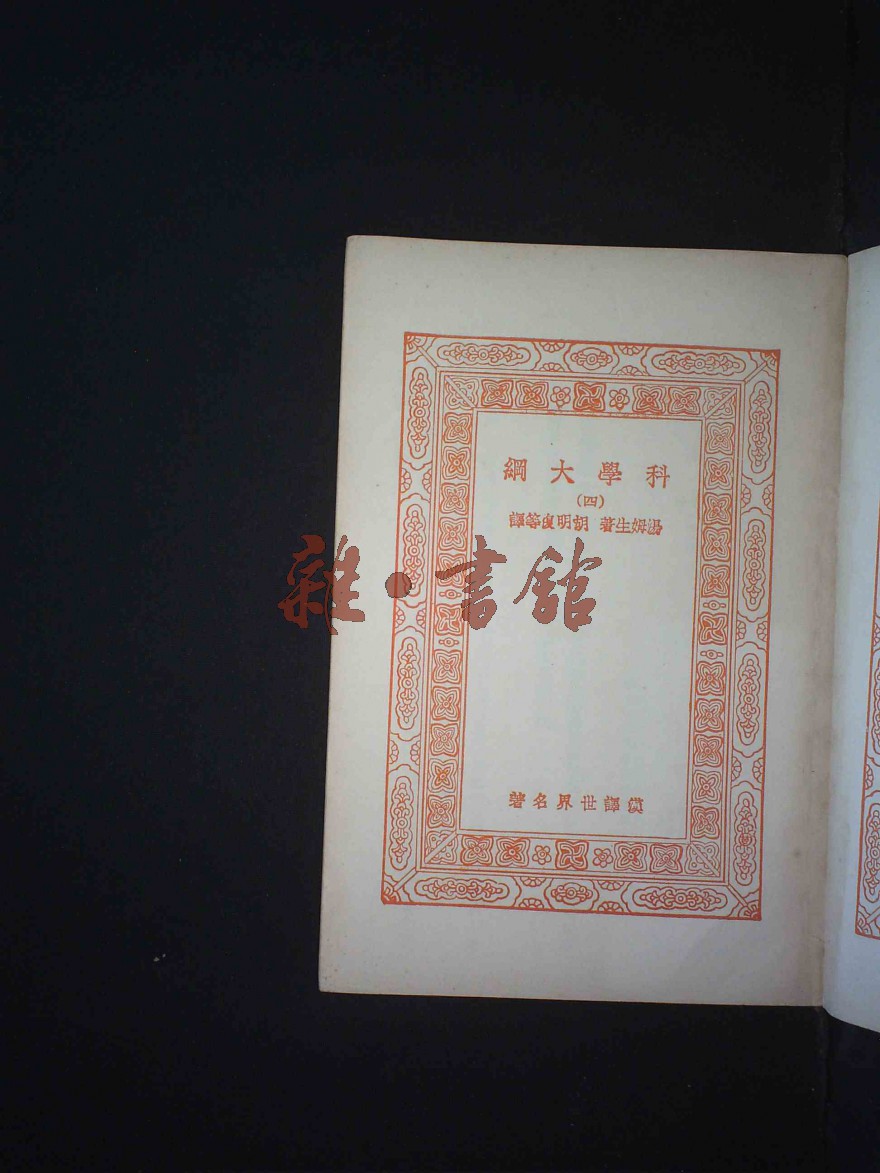 科學大綱
(四)
湯姆生著 胡明復等譯
雜·書館
漢譯世界名著